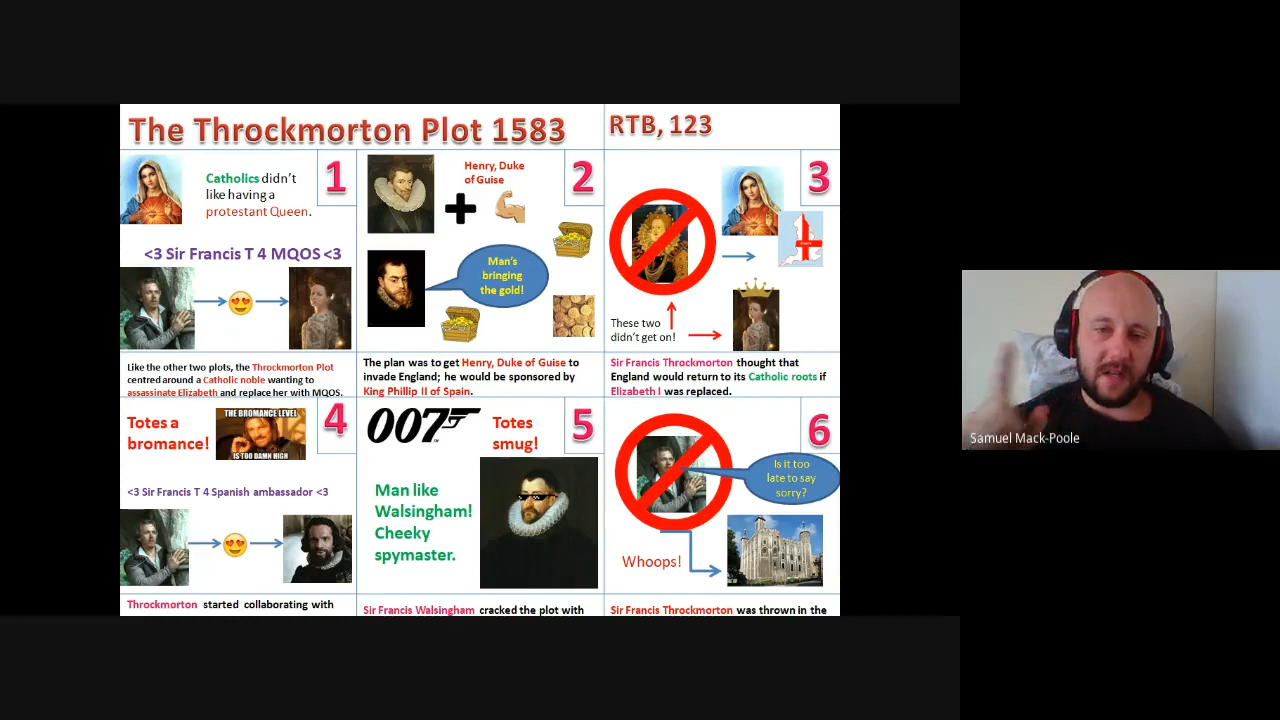 The Throckmorton Plot 1583
RTB, 123
1
Catholics didn't
like having a
protestant Queen.
<3 Sir Francis T 4 MQOS <3
Like the other two plots, the Throckmorton Plot
centred around a Catholic noble wanting to
assassinate Elizabeth and replace her with MQOS.
2
Henry, Duke
of Guise
Man's
bringing
the gold!
The plan was to get Henry, Duke of Guise to
invade England; he would be sponsored by
King Phillip II of Spain.
3
These two
didn't get on!
Sir Francis Throckmorton thought that
England would return to its Catholic roots if
Elizabeth I was replaced.
4
Totes a
bromance!
THE BROMANCE LEVEL
IS TOO DAMN HIGH
<3 Sir Francis T 4 Spanish ambassador <3
Throckmorton started collaborating with
5
007
Totes
smug!
Man like
Walsingham!
Cheeky
spymaster.
Sir Francis Walsingham cracked the plot with
6
Is it too
late to say
sorry?
Whoops!
Sir Francis Throckmorton was thrown in the
Samuel Mack-Poole